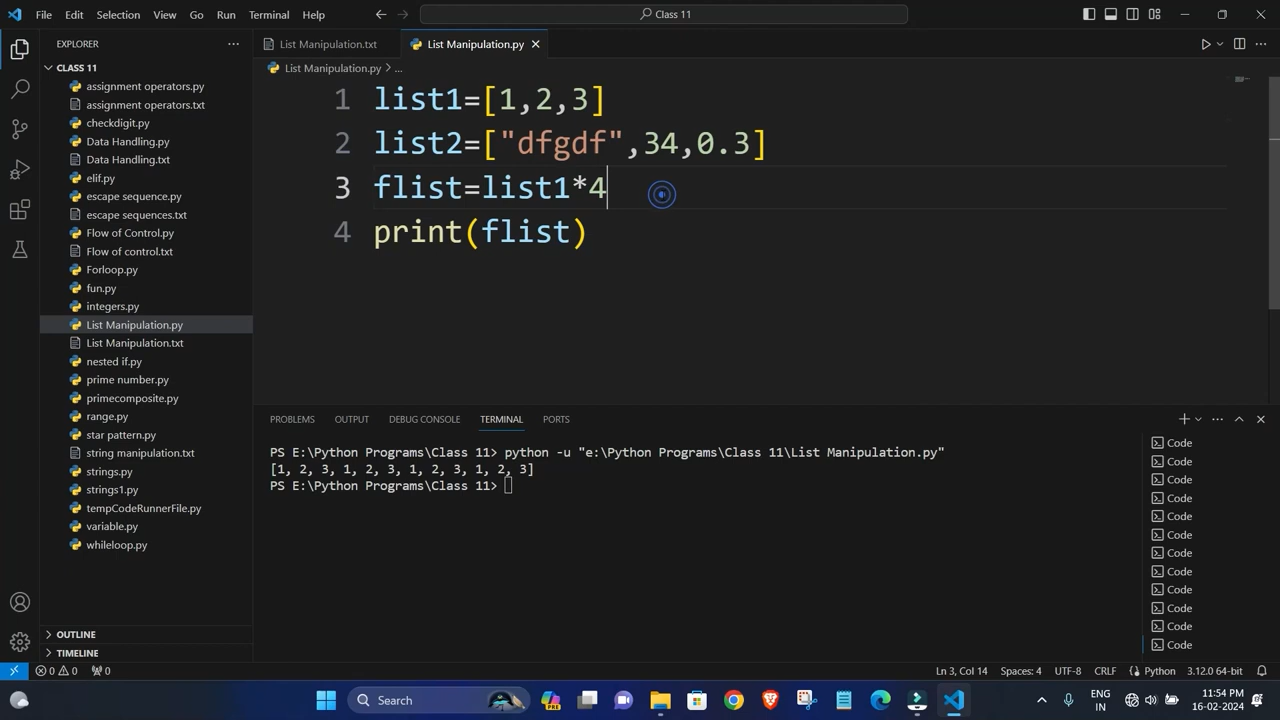 File Edit Selection View Go Run Terminal Help
Class 11
EXPLORER
List Manipulation.txt
List Manipulation.py
List Manipulation.py > ...
CLASS 11
assignment operators.py
assignment operators.txt
checkdigit.py
Data Handling.py
Data Handling.txt
elif.py
escape sequence.py
escape sequences.txt
Flow of Control.py
Flow of control.txt
Forloop.py
fun.py
integers.py
List Manipulation.py
List Manipulation.txt
nested if.py
prime number.py
primecomposite.py
range.py
star pattern.py
string manipulation.txt
strings.py
strings1.py
tempCodeRunnerFile.py
variable.py
whileloop.py
OUTLINE
TIMELINE
1 list1=[1,2,3]
2 list2=["dfgdf",34,0.3]
3 flist=list1*4
4 print(flist)
PROBLEMS OUTPUT DEBUG CONSOLE TERMINAL PORTS
PS E:\Python Programs\Class 11> python -u "e:\Python Programs\Class 11\List Manipulation.py"
[1, 2, 3, 1, 2, 3, 1, 2, 3, 1, 2, 3]
PS E:\Python Programs\Class 11>
Code
Code
Code
Code
Code
Code
Code
Code
Code
Code
Code
Code
0 0 0
Ln 3, Col 14 Spaces: 4 UTF-8 CRLF Python 3.12.0 64-bit
Search
PRE
ENG
IN
11:54 PM
16-02-2024